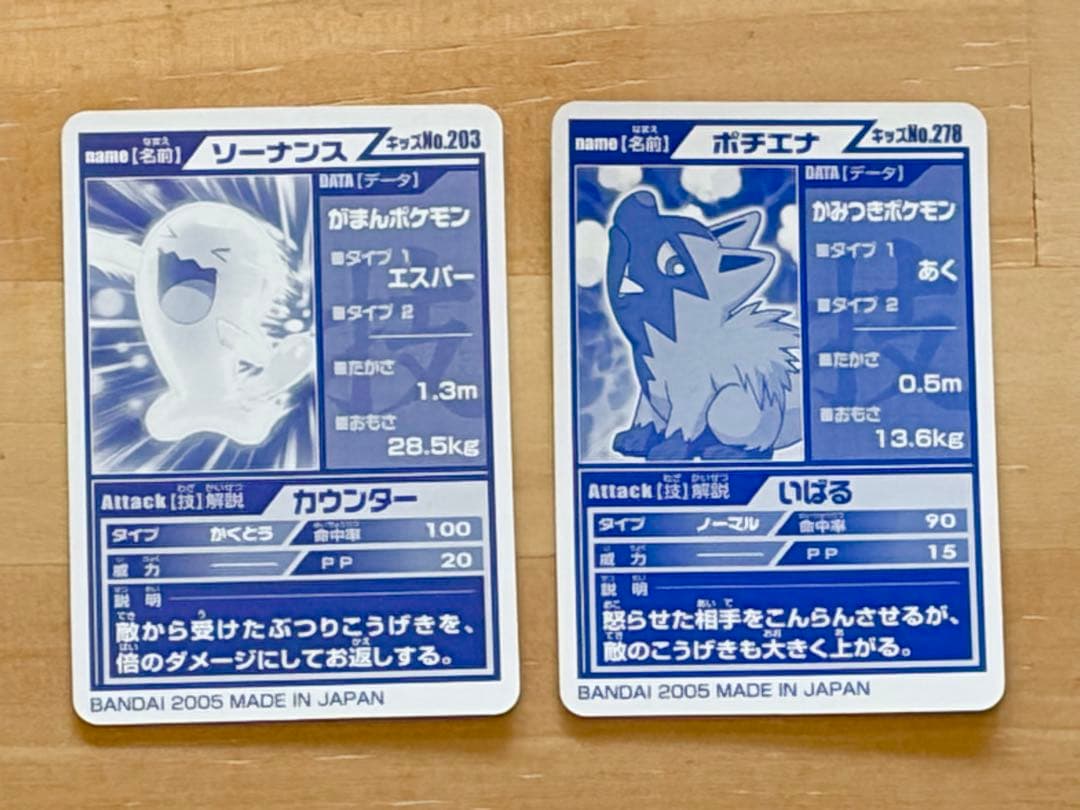 name【名前】 ソーナンス キッズNo.203
DATA【データ】
がまんポケモン
■タイプ 1
エスパー
■タイプ 2
■たかさ
1.3m
■おもさ
28.5kg
Attack【技】解説 カウンター
タイプ かくとう 命中率 100
威力 —— PP 20
説明
敵から受けたぶつりこうげきを、
倍のダメージにしてお返しする。
BANDAI 2005 MADE IN JAPAN
name【名前】 ポチエナ キッズNo.278
DATA【データ】
かみつきポケモン
■タイプ 1
あく
■タイプ 2
■たかさ
0.5m
■おもさ
13.6kg
Attack【技】解説 いばる
タイプ ノーマル 命中率 90
威力 —— PP 15
説明
怒らせた相手をこんらんさせるが、
敵のこうげきも大きく上がる。
BANDAI 2005 MADE IN JAPAN